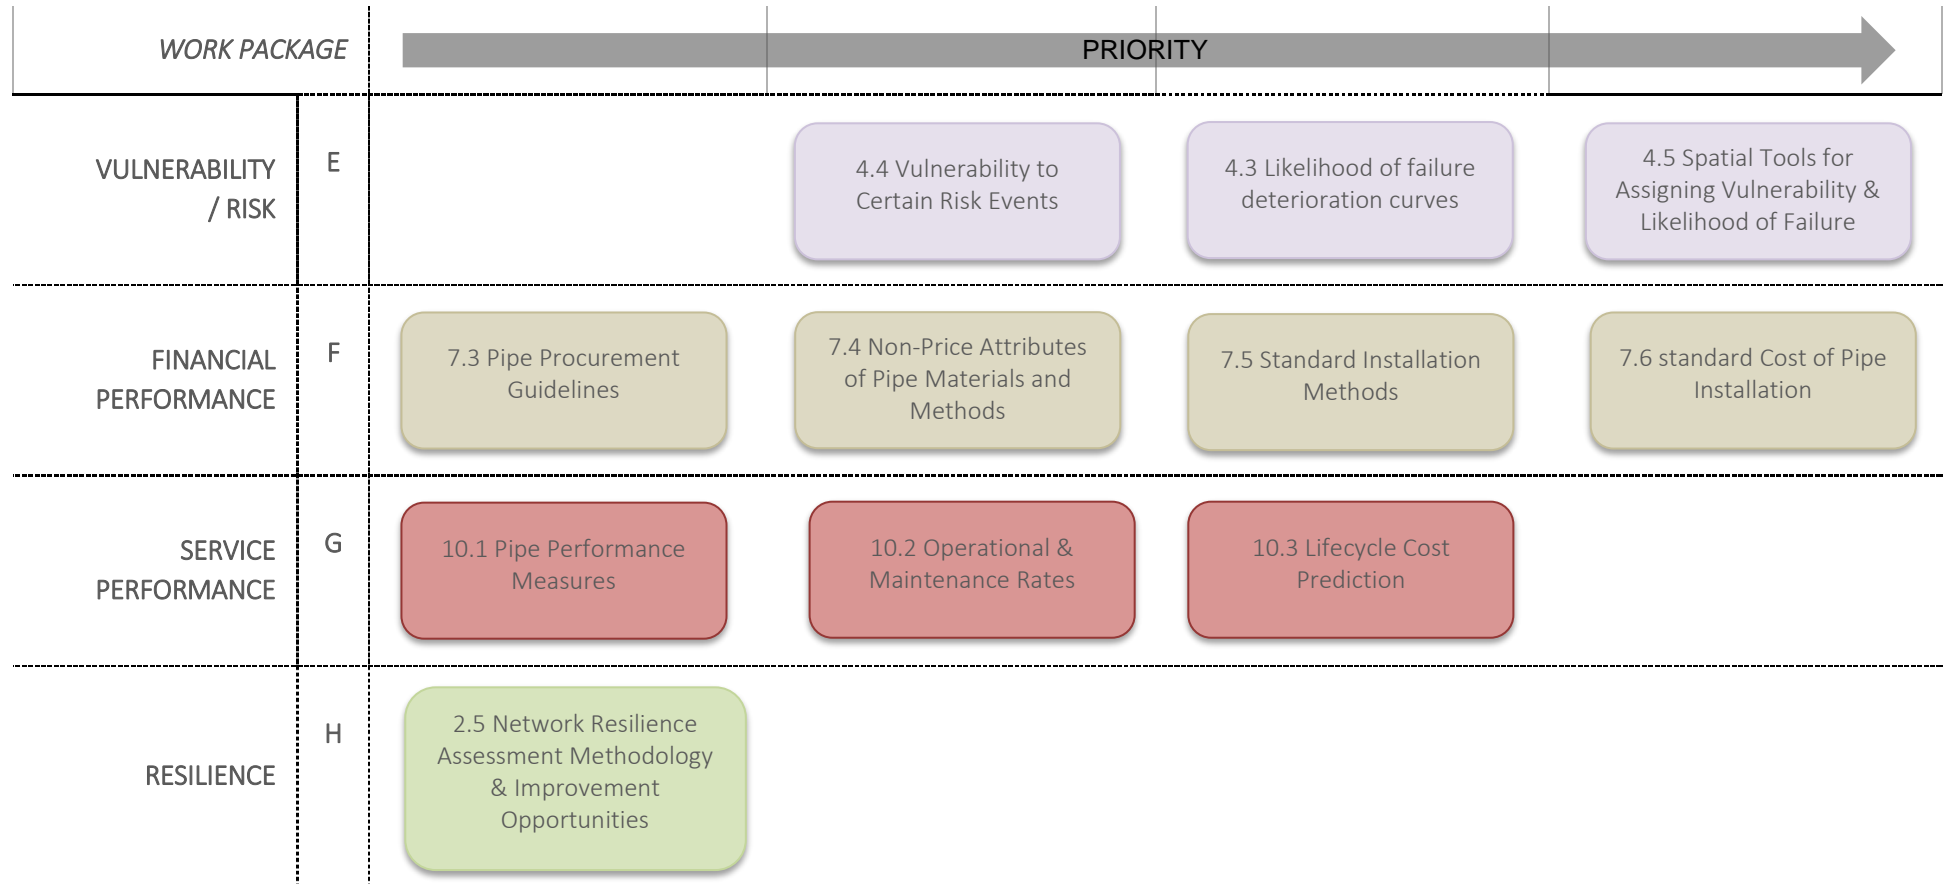 WORK PACKAGE
PRIORITY
VULNERABILITY
/ RISK
E
4.4 Vulnerability to
Certain Risk Events
4.3 Likelihood of failure
deterioration curves
4.5 Spatial Tools for
Assigning Vulnerability &
Likelihood of Failure
FINANCIAL
PERFORMANCE
F
7.3 Pipe Procurement
Guidelines
7.4 Non-Price Attributes
of Pipe Materials and
Methods
7.5 Standard Installation
Methods
7.6 standard Cost of Pipe
Installation
SERVICE
PERFORMANCE
G
10.1 Pipe Performance
Measures
10.2 Operational &
Maintenance Rates
10.3 Lifecycle Cost
Prediction
RESILIENCE
H
2.5 Network Resilience
Assessment Methodology
& Improvement
Opportunities